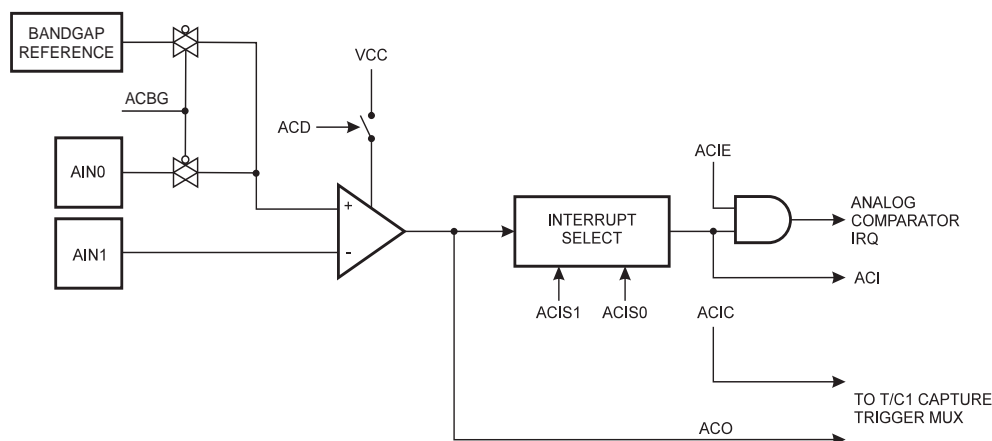 BANDGAP
REFERENCE
VCC
ACBG
ACD
AIN0
ACIE
+
INTERRUPT
SELECT
ANALOG
COMPARATOR
IRQ
AIN1
-
ACI
ACIS1
ACIS0
ACIC
TO T/C1 CAPTURE
TRIGGER MUX
ACO